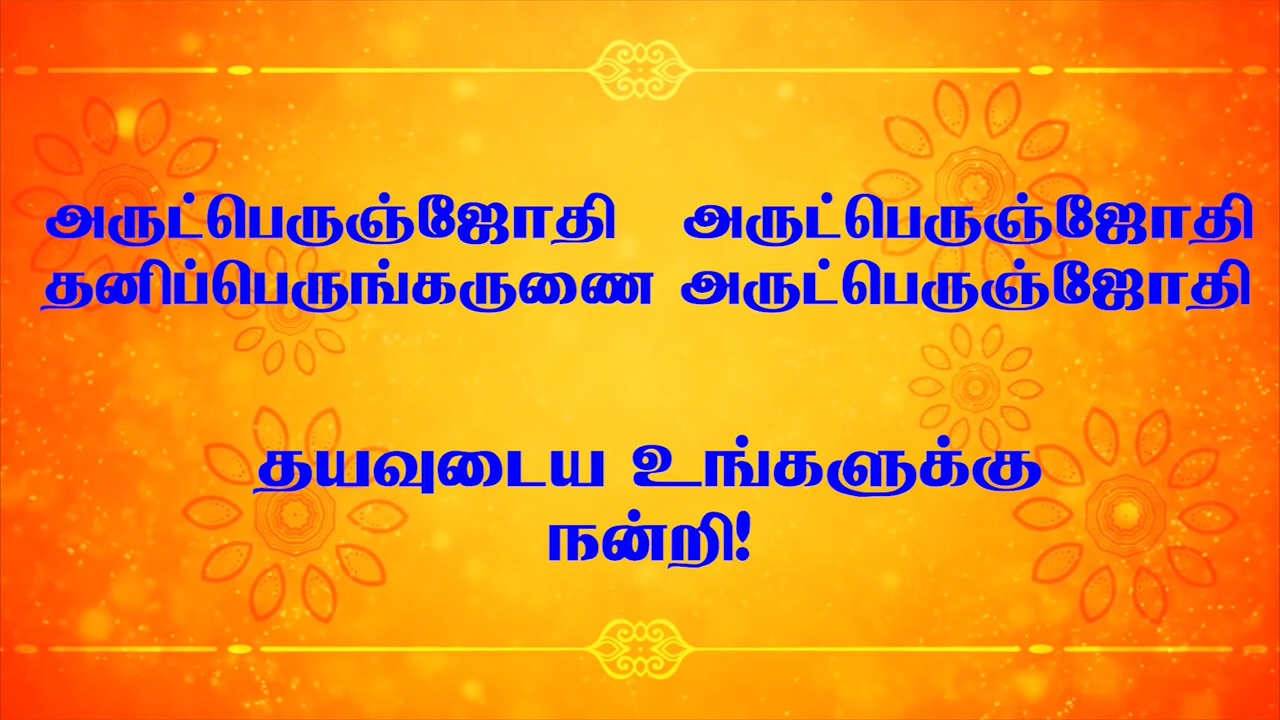 அருட்பெருஞ்ஜோதி அருட்பெருஞ்ஜோதி
தனிப்பெருங்கருணை அருட்பெருஞ்ஜோதி
தயவுடைய உங்களுக்கு
நன்றி!